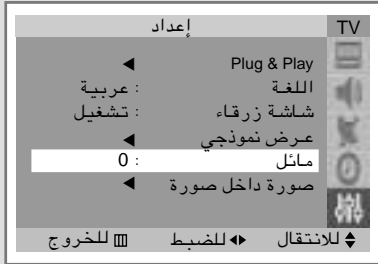 TV إعداد
Plug & Play ◄
اللغة : عربية
شاشة زرقاء : تشغيل
عرض نموذجي ◄
مائل : 0
صورة داخل صورة ◄
للانتقال للضبط للخروج